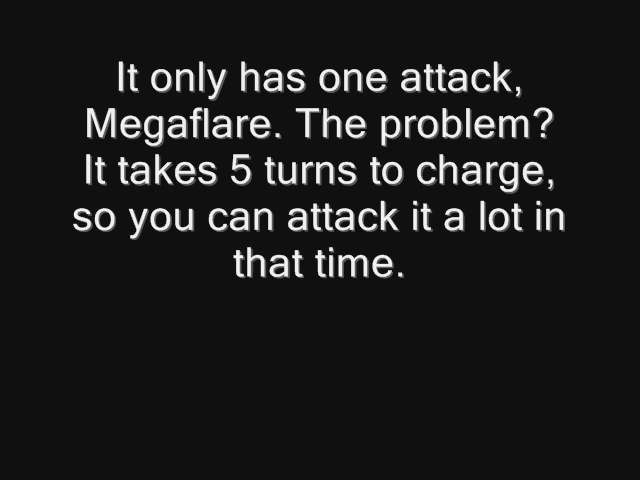 It only has one attack,
Megaflare. The problem?
It takes 5 turns to charge,
so you can attack it a lot in
that time.